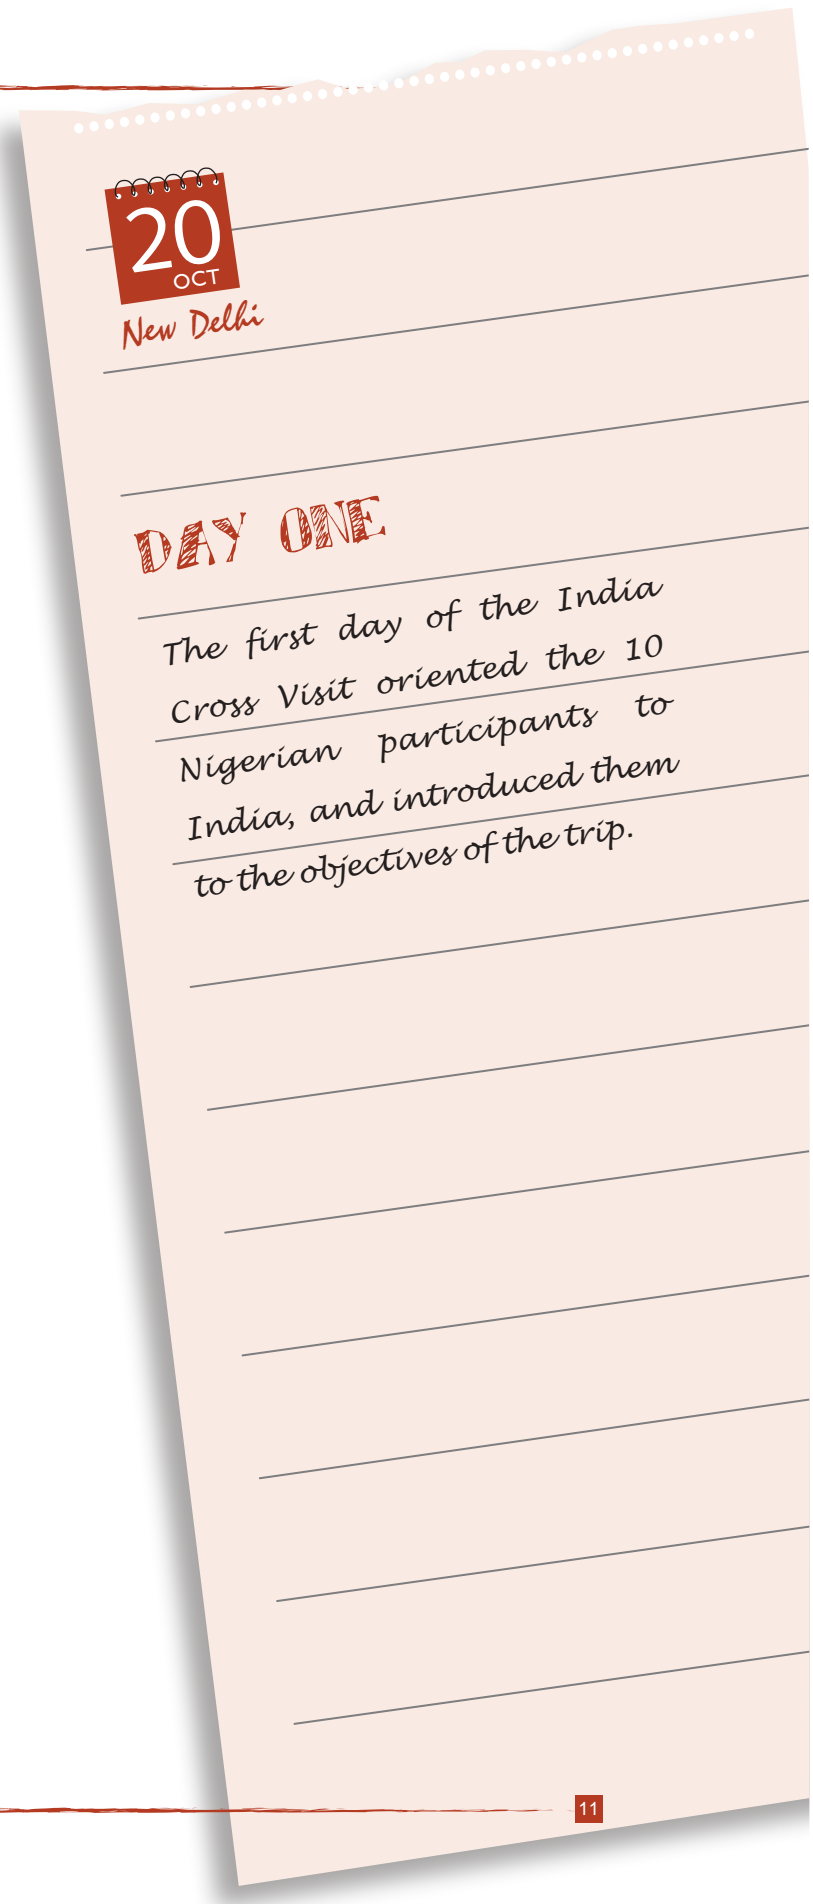 20
OCT
New Delhi
DAY ONE
The first day of the India
Cross Visit oriented the 10
Nigerian participants to
India, and introduced them
to the objectives of the trip.
11